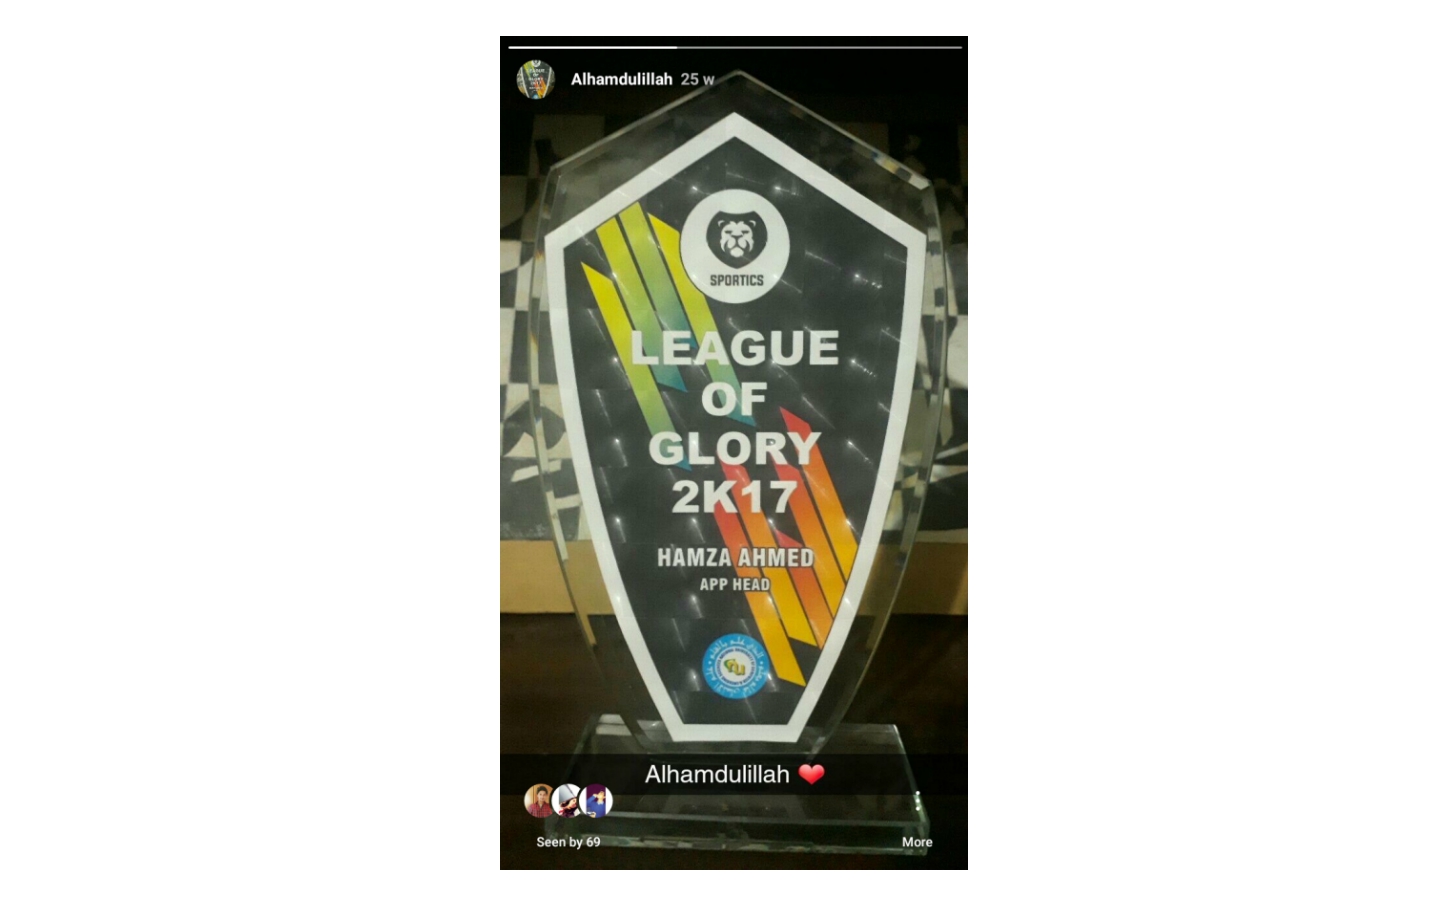 Alhamdulillah 25 w
SPORTICS
LEAGUE
OF
GLORY
2K17
HAMZA AHMED
APP HEAD
Alhamdulillah ❤
Seen by 69
More